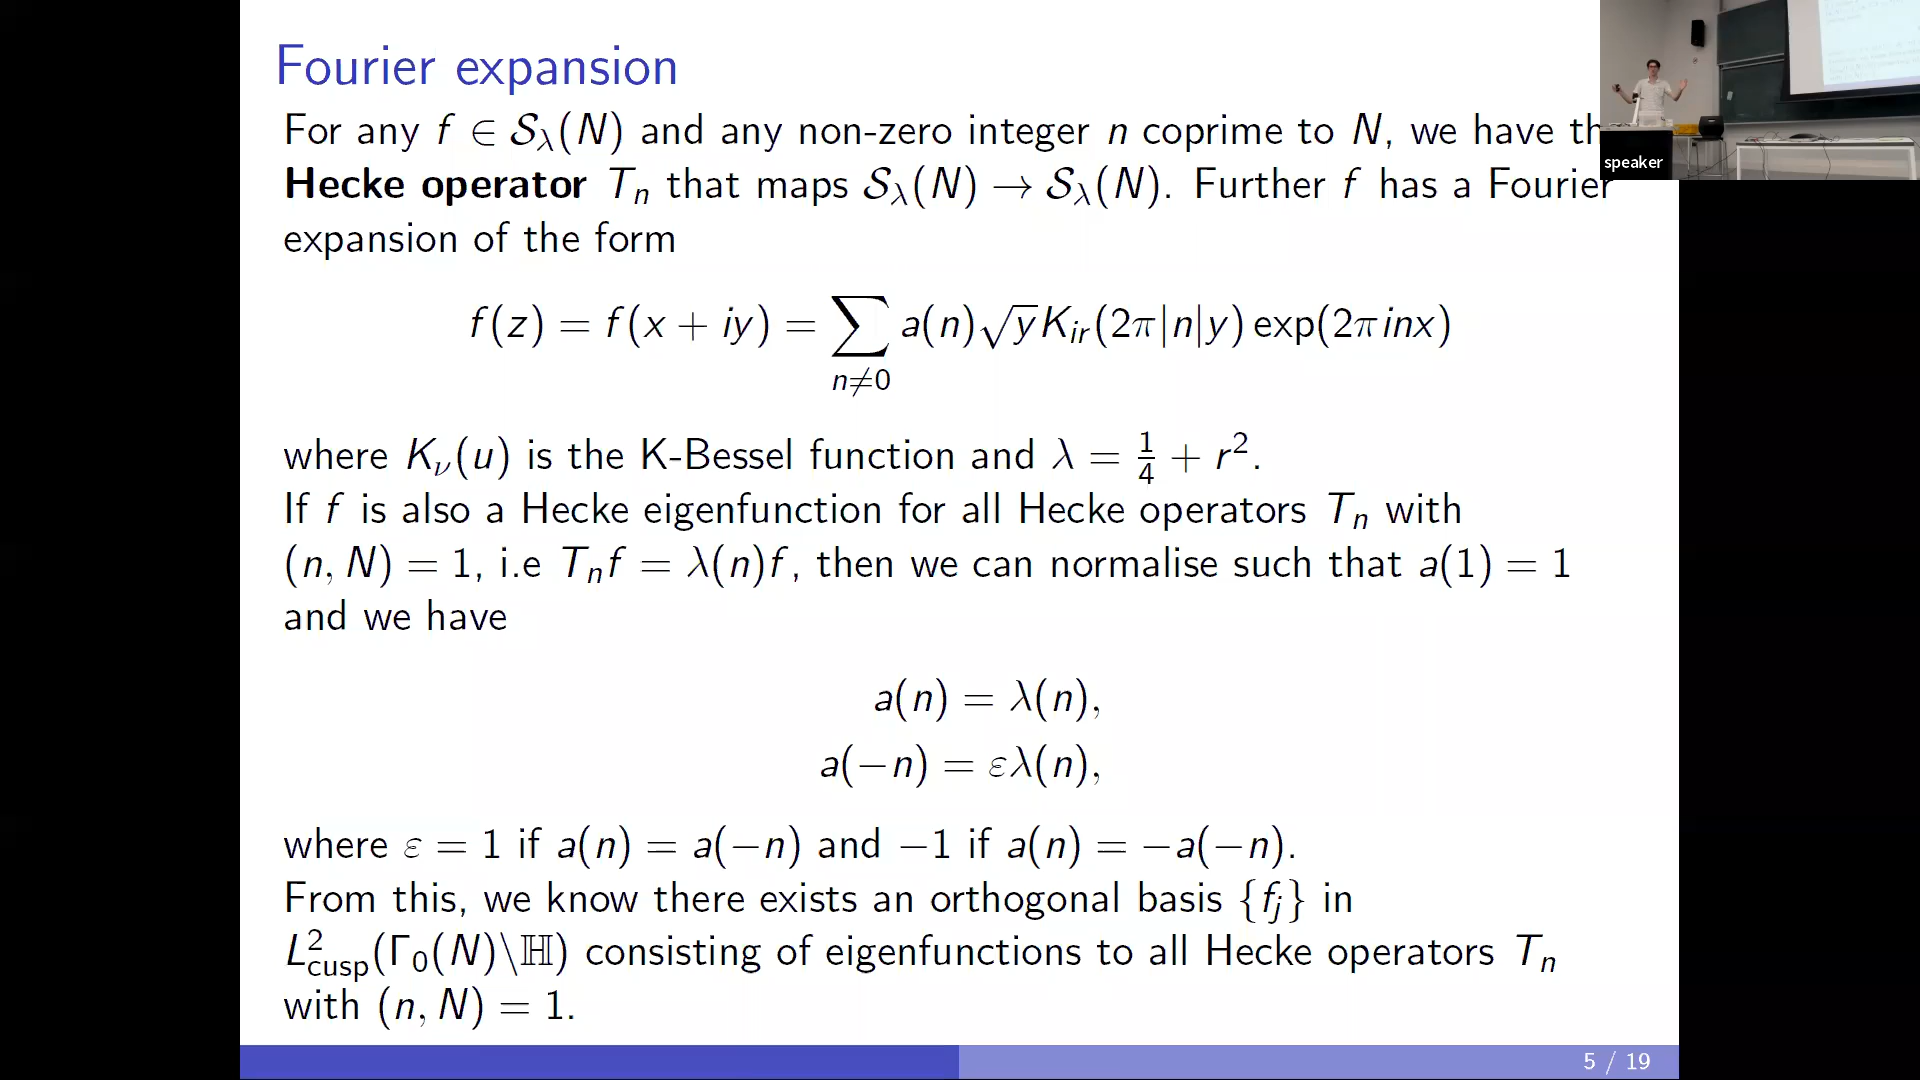 Fourier expansion
For any f ∈ 𝒮_λ(N) and any non-zero integer n coprime to N, we have th
Hecke operator T_n that maps 𝒮_λ(N) → 𝒮_λ(N). Further f has a Fourier
expansion of the form
f(z) = f(x + iy) = ∑_{n≠0} a(n)√y K_{ir}(2π|n|y) exp(2πinx)
where K_ν(u) is the K-Bessel function and λ = 1/4 + r².
If f is also a Hecke eigenfunction for all Hecke operators T_n with
(n, N) = 1, i.e T_n f = λ(n)f, then we can normalise such that a(1) = 1
and we have
a(n) = λ(n),
a(−n) = ελ(n),
where ε = 1 if a(n) = a(−n) and −1 if a(n) = −a(−n).
From this, we know there exists an orthogonal basis {f_j} in
L²_cusp(Γ₀(N)\ℍ) consisting of eigenfunctions to all Hecke operators T_n
with (n, N) = 1.
5 / 19
speaker